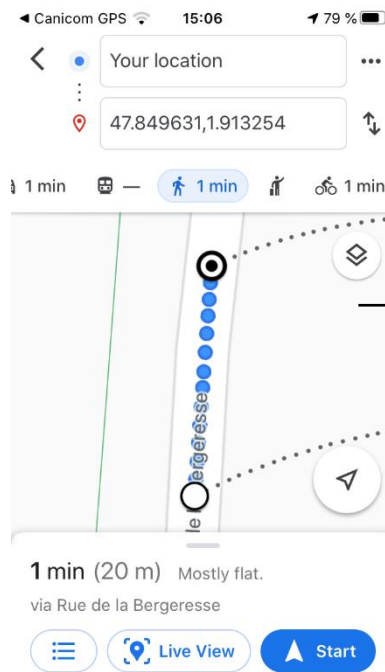 ◄ Canicom GPS 15:06 79 %
Your location
47.849631,1.913254
1 min — 1 min 1 min
de l Bergeresse
1 min (20 m) Mostly flat.
via Rue de la Bergeresse
Live View Start